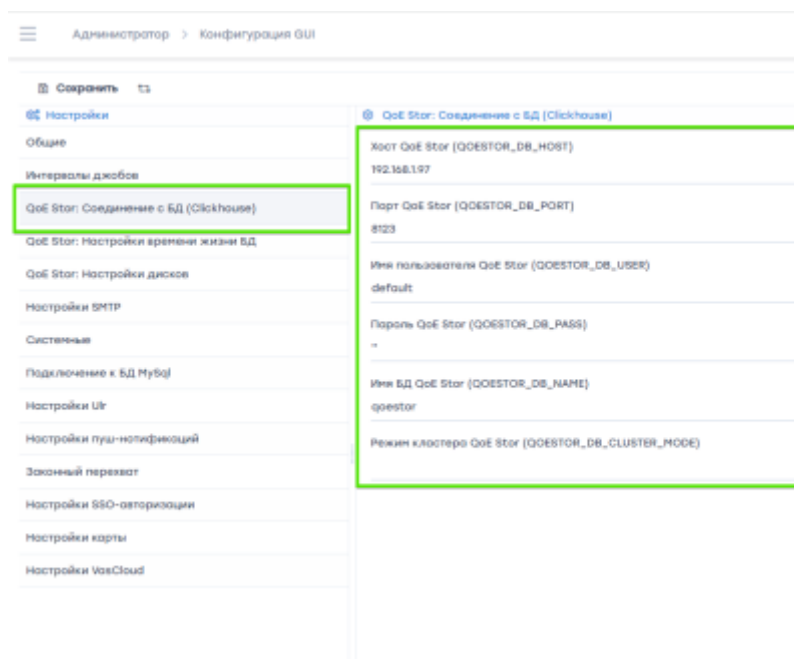 Администратор > Конфигурация GUI
Сохранить
Настройки
Общие
Интервалы джобов
QoE Stor: Соединение с БД (Clickhouse)
QoE Stor: Настройки времени жизни БД
QoE Stor: Настройки дисков
Настройки SMTP
Системные
Подключение к БД MySql
Настройки Ulr
Настройки пуш-нотификаций
Законный перехват
Настройки SSO-авторизации
Настройки карты
Настройки VasCloud
QoE Stor: Соединение с БД (Clickhouse)
Хост QoE Stor (QOESTOR_DB_HOST)
192.168.1.97
Порт QoE Stor (QOESTOR_DB_PORT)
8123
Имя пользователя QoE Stor (QOESTOR_DB_USER)
default
Пароль QoE Stor (QOESTOR_DB_PASS)
''
Имя БД QoE Stor (QOESTOR_DB_NAME)
qoestor
Режим кластера QoE Stor (QOESTOR_DB_CLUSTER_MODE)